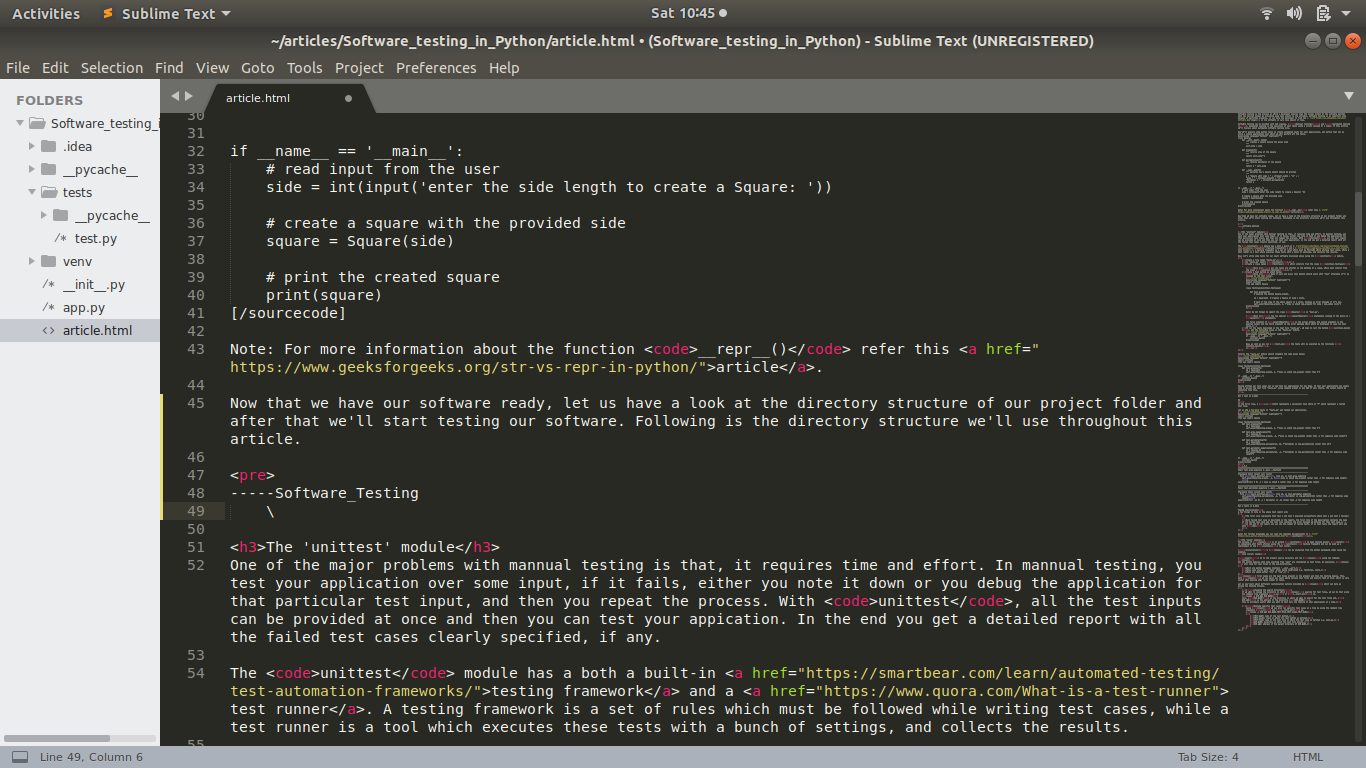 Activities Sublime Text Sat 10:45
~/articles/Software_testing_in_Python/article.html • (Software_testing_in_Python) - Sublime Text (UNREGISTERED)
File Edit Selection Find View Goto Tools Project Preferences Help
FOLDERS
Software_testing_i
.idea
__pycache__
tests
__pycache__
/* test.py
venv
/* __init__.py
/* app.py
<> article.html
article.html
30
31
32 if __name__ == '__main__':
33 # read input from the user
34 side = int(input('enter the side length to create a Square: '))
35
36 # create a square with the provided side
37 square = Square(side)
38
39 # print the created square
40 print(square)
41 [/sourcecode]
42
43 Note: For more information about the function <code>__repr__()</code> refer this <a href="
https://www.geeksforgeeks.org/str-vs-repr-in-python/">article</a>.
44
45 Now that we have our software ready, let us have a look at the directory structure of our project folder and
after that we'll start testing our software. Following is the directory structure we'll use throughout this
article.
46
47 <pre>
48 -----Software_Testing
49 \
50
51 <h3>The 'unittest' module</h3>
52 One of the major problems with mannual testing is that, it requires time and effort. In mannual testing, you
test your application over some input, if it fails, either you note it down or you debug the application for
that particular test input, and then you repeat the process. With <code>unittest</code>, all the test inputs
can be provided at once and then you can test your appication. In the end you get a detailed report with all
the failed test cases clearly specified, if any.
53
54 The <code>unittest</code> module has a both a built-in <a href="https://smartbear.com/learn/automated-testing/
test-automation-frameworks/">testing framework</a> and a <a href="https://www.quora.com/What-is-a-test-runner">
test runner</a>. A testing framework is a set of rules which must be followed while writing test cases, while a
test runner is a tool which executes these tests with a bunch of settings, and collects the results.
55
Line 49, Column 6 Tab Size: 4 HTML